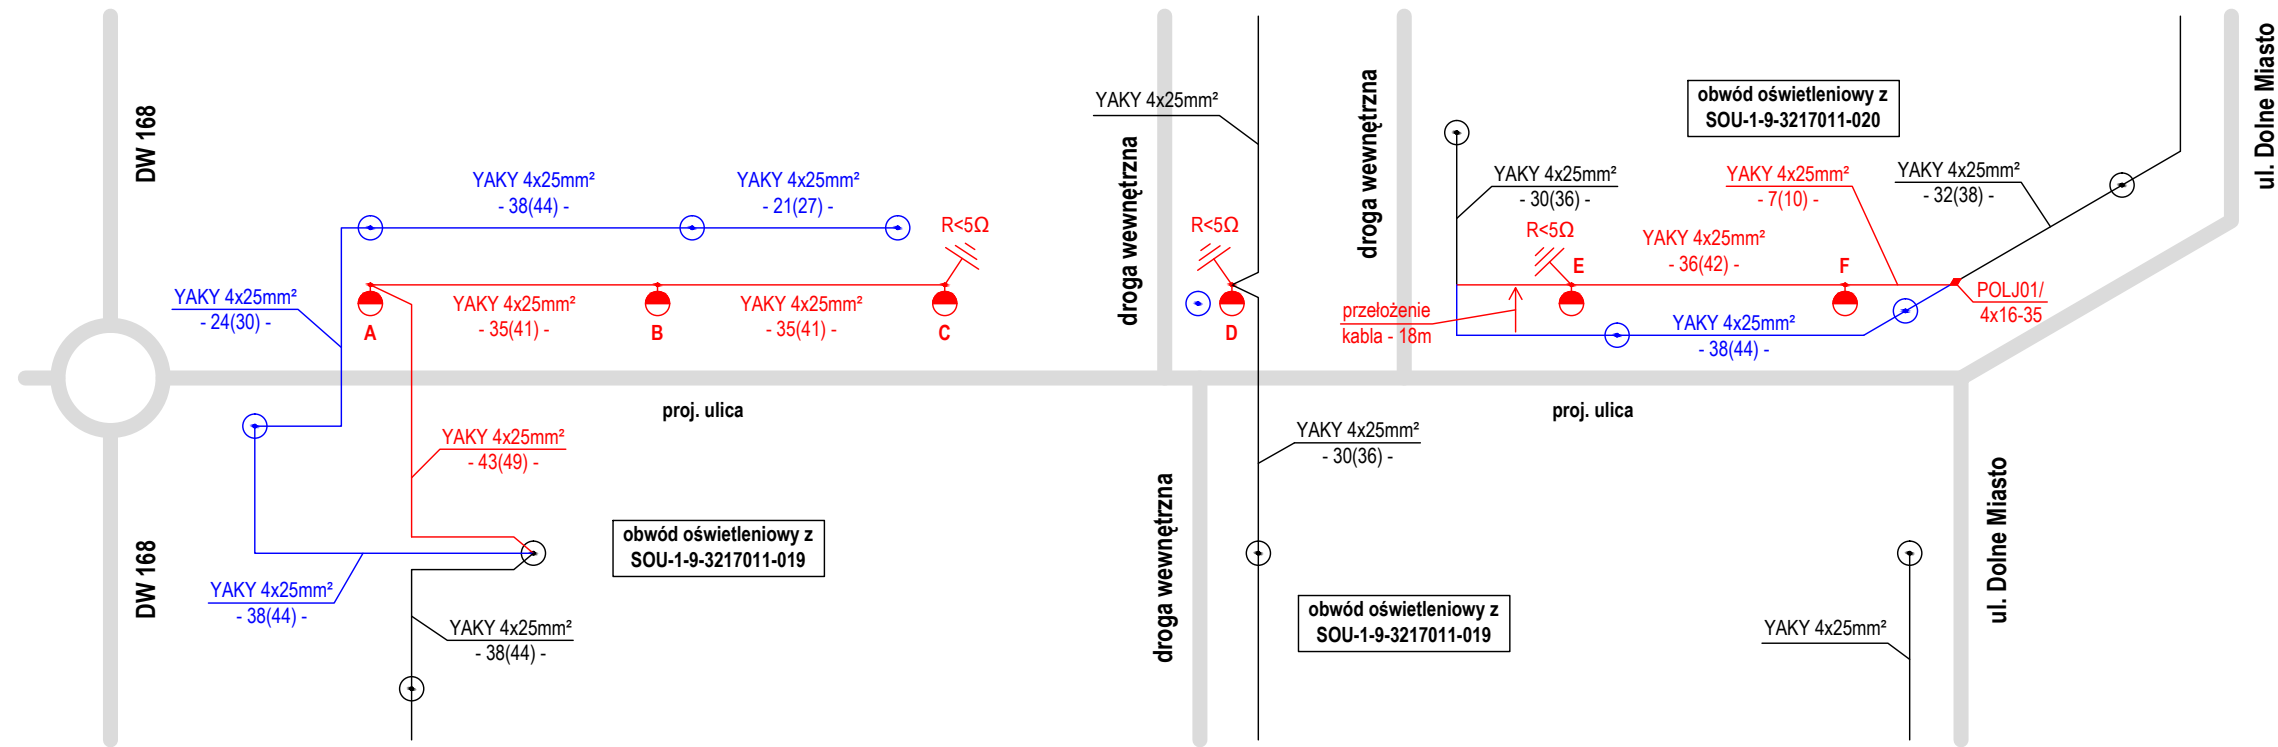 DW 168
YAKY 4x25mm²
- 38(44) -
YAKY 4x25mm²
- 21(27) -
R<5Ω
YAKY 4x25mm²
- 24(30) -
YAKY 4x25mm²
- 35(41) -
YAKY 4x25mm²
- 35(41) -
A
B
C
droga wewnętrzna
YAKY 4x25mm²
R<5Ω
D
droga wewnętrzna
obwód oświetleniowy z
SOU-1-9-3217011-020
YAKY 4x25mm²
- 30(36) -
YAKY 4x25mm²
- 7(10) -
YAKY 4x25mm²
- 32(38) -
R<5Ω
E
YAKY 4x25mm²
- 36(42) -
F
POLJ01/
4x16-35
przełożenie
kabla - 18m
YAKY 4x25mm²
- 38(44) -
ul. Dolne Miasto
proj. ulica
proj. ulica
YAKY 4x25mm²
- 43(49) -
YAKY 4x25mm²
- 30(36) -
DW 168
YAKY 4x25mm²
- 38(44) -
obwód oświetleniowy z
SOU-1-9-3217011-019
YAKY 4x25mm²
- 38(44) -
droga wewnętrzna
obwód oświetleniowy z
SOU-1-9-3217011-019
YAKY 4x25mm²
ul. Dolne Miasto